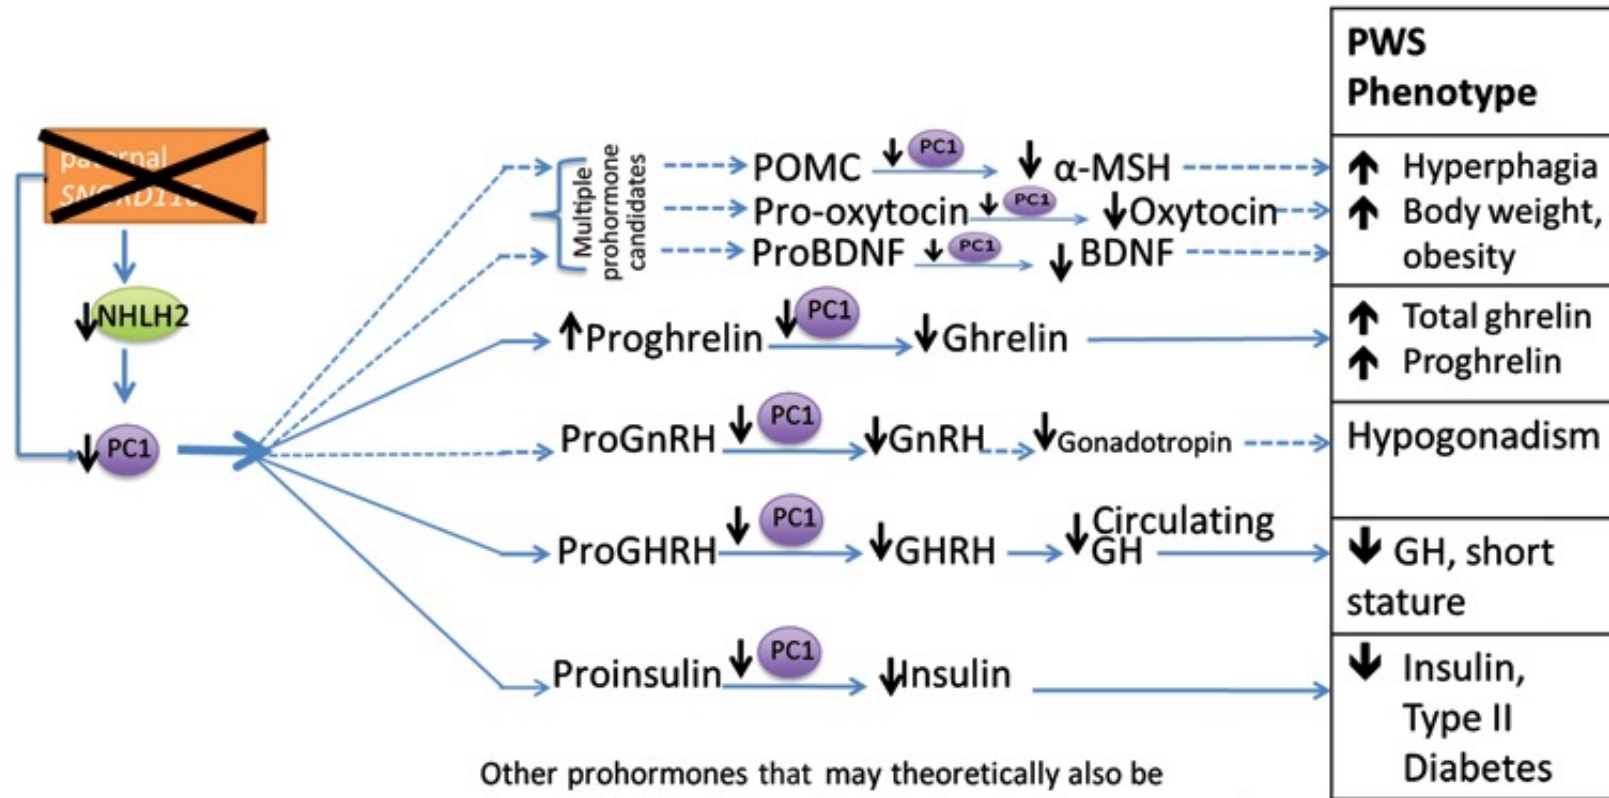 PWS
Phenotype
paternal
SNORD116
NHLH2
PC1
Multiple
prohormone
candidates
POMC
PC1
α-MSH
Pro-oxytocin
PC1
Oxytocin
ProBDNF
PC1
BDNF
Hyperphagia
Body weight,
obesity
Proghrelin
PC1
Ghrelin
Total ghrelin
Proghrelin
ProGnRH
PC1
GnRH
Gonadotropin
Hypogonadism
ProGHRH
PC1
GHRH
Circulating
GH
GH, short
stature
Proinsulin
PC1
Insulin
Insulin,
Type II
Diabetes
Other prohormones that may theoretically also be